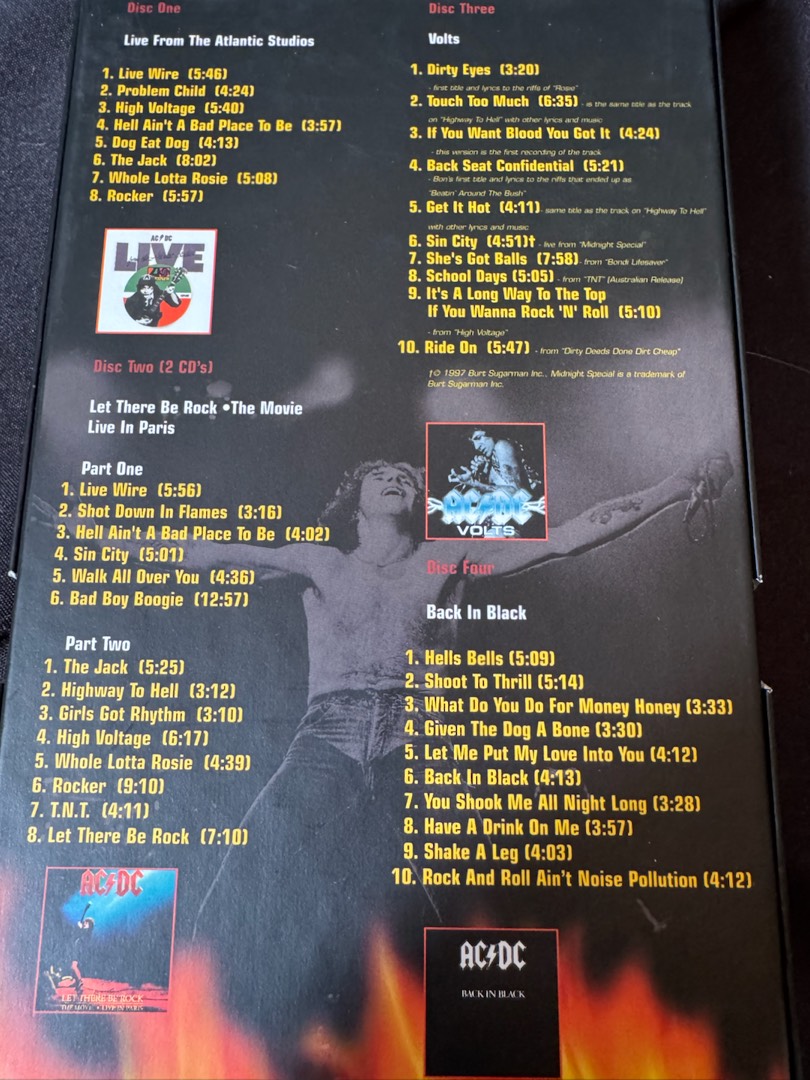 Disc One
Live From The Atlantic Studios
1. Live Wire (5:46)
2. Problem Child (4:24)
3. High Voltage (5:40)
4. Hell Ain't A Bad Place To Be (3:57)
5. Dog Eat Dog (4:13)
6. The Jack (8:02)
7. Whole Lotta Rosie (5:08)
8. Rocker (5:57)
AC⚡DC
LIVE
Disc Two (2 CD's)
Let There Be Rock •The Movie
Live In Paris
Part One
1. Live Wire (5:56)
2. Shot Down In Flames (3:16)
3. Hell Ain't A Bad Place To Be (4:02)
4. Sin City (5:01)
5. Walk All Over You (4:36)
6. Bad Boy Boogie (12:57)
Part Two
1. The Jack (5:25)
2. Highway To Hell (3:12)
3. Girls Got Rhythm (3:10)
4. High Voltage (6:17)
5. Whole Lotta Rosie (4:39)
6. Rocker (9:10)
7. T.N.T. (4:11)
8. Let There Be Rock (7:10)
AC⚡DC
LET THERE BE ROCK
THE MOVIE • LIVE IN PARIS
Disc Three
Volts
1. Dirty Eyes (3:20)
- first title and lyrics to the riffs of "Rosie"
2. Touch Too Much (6:35) - is the same title as the track
on "Highway To Hell" with other lyrics and music
3. If You Want Blood You Got It (4:24)
- this version is the first recording of the track
4. Back Seat Confidential (5:21)
- Bon's first title and lyrics to the riffs that ended up as
"Beatin' Around The Bush"
5. Get It Hot (4:11)- same title as the track on "Highway To Hell"
with other lyrics and music
6. Sin City (4:51)† - live from "Midnight Special"
7. She's Got Balls (7:58)- from "Bondi Lifesaver"
8. School Days (5:05) - from "TNT" (Australian Release)
9. It's A Long Way To The Top
If You Wanna Rock 'N' Roll (5:10)
- from "High Voltage"
10. Ride On (5:47) - from "Dirty Deeds Done Dirt Cheap"
†© 1997 Burt Sugarman Inc., Midnight Special is a trademark of
Burt Sugarman Inc.
AC⚡DC
VOLTS
Disc Four
Back In Black
1. Hells Bells (5:09)
2. Shoot To Thrill (5:14)
3. What Do You Do For Money Honey (3:33)
4. Given The Dog A Bone (3:30)
5. Let Me Put My Love Into You (4:12)
6. Back In Black (4:13)
7. You Shook Me All Night Long (3:28)
8. Have A Drink On Me (3:57)
9. Shake A Leg (4:03)
10. Rock And Roll Ain't Noise Pollution (4:12)
AC⚡DC
BACK IN BLACK